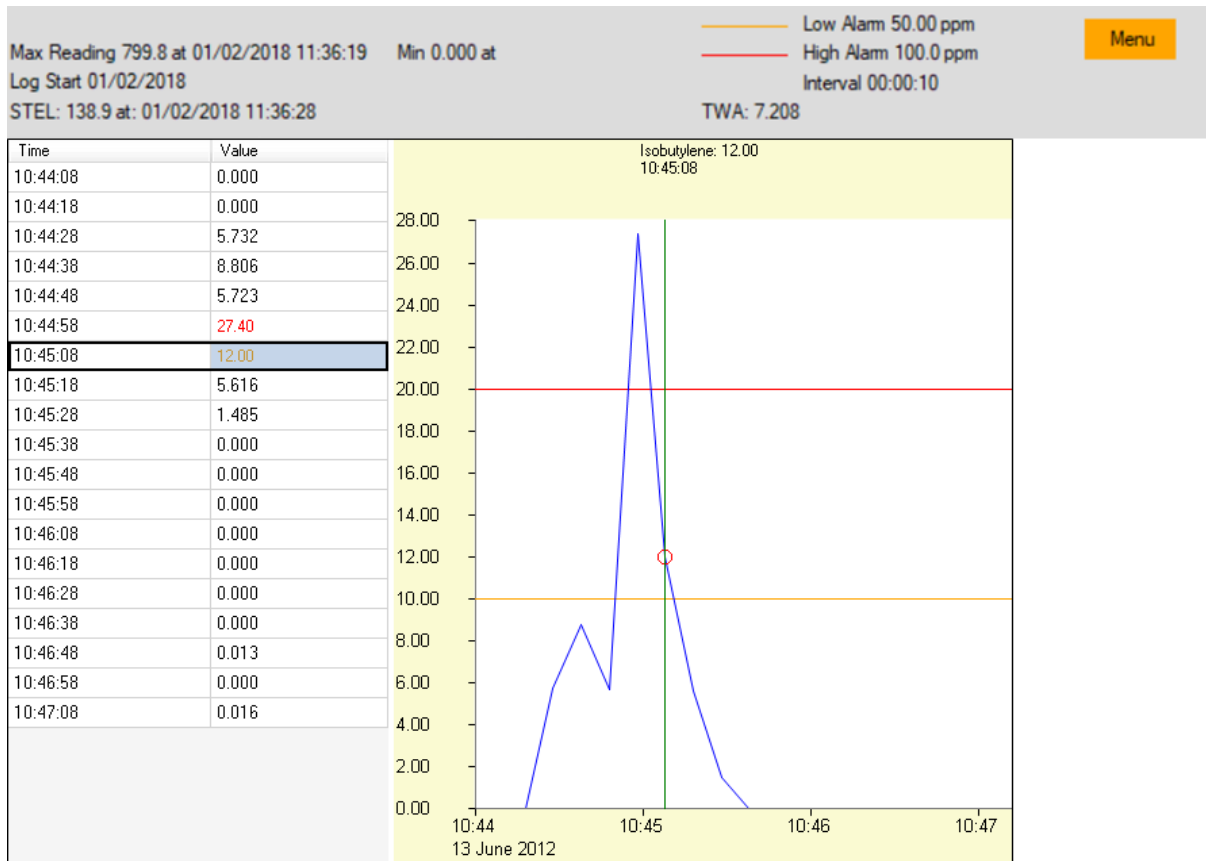 Low Alarm 50.00 ppm
Menu
Max Reading 799.8 at 01/02/2018 11:36:19 Min 0.000 at
High Alarm 100.0 ppm
Log Start 01/02/2018
Interval 00:00:10
STEL: 138.9 at: 01/02/2018 11:36:28
TWA: 7.208
Time Value
10:44:08 0.000
10:44:18 0.000
10:44:28 5.732
10:44:38 8.806
10:44:48 5.723
10:44:58 27.40
10:45:08 12.00
10:45:18 5.616
10:45:28 1.485
10:45:38 0.000
10:45:48 0.000
10:45:58 0.000
10:46:08 0.000
10:46:18 0.000
10:46:28 0.000
10:46:38 0.000
10:46:48 0.013
10:46:58 0.000
10:47:08 0.016
Isobutylene: 12.00
10:45:08
28.00
26.00
24.00
22.00
20.00
18.00
16.00
14.00
12.00
10.00
8.00
6.00
4.00
2.00
0.00
10:44 10:45 10:46 10:47
13 June 2012